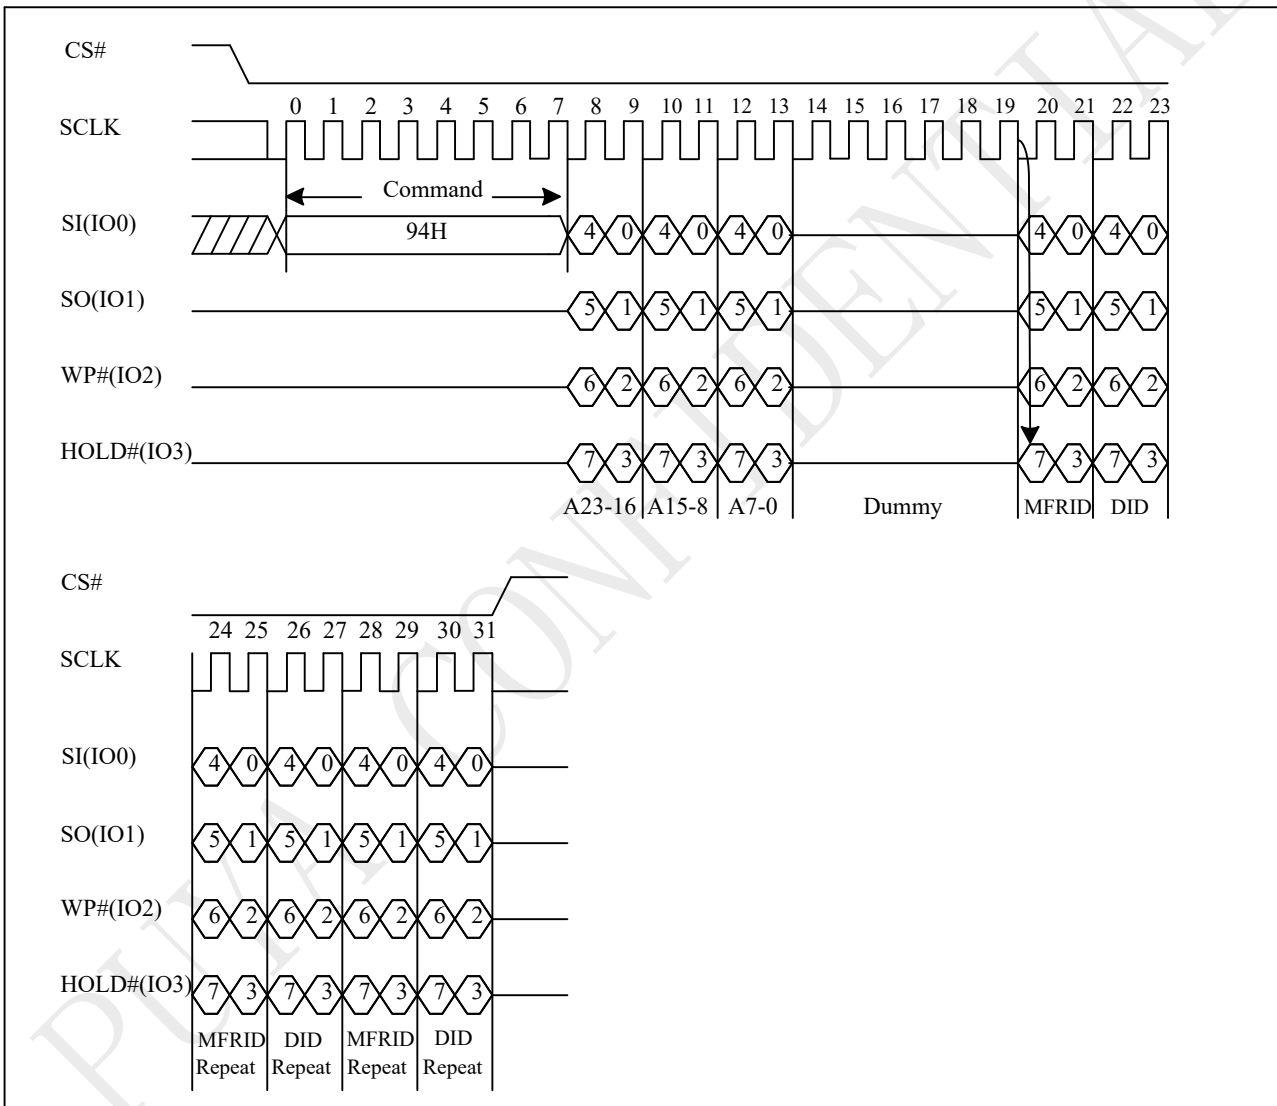 CS#
0 1 2 3 4 5 6 7 8 9 10 11 12 13 14 15 16 17 18 19 20 21 22 23
SCLK
Command
SI(IO0) 94H 4 0 4 0 4 0 4 0 4 0
SO(IO1) 5 1 5 1 5 1 5 1 5 1
WP#(IO2) 6 2 6 2 6 2 6 2 6 2
HOLD#(IO3) 7 3 7 3 7 3 7 3 7 3
A23-16 A15-8 A7-0 Dummy MFRID DID
CS#
24 25 26 27 28 29 30 31
SCLK
SI(IO0) 4 0 4 0 4 0 4 0
SO(IO1) 5 1 5 1 5 1 5 1
WP#(IO2) 6 2 6 2 6 2 6 2
HOLD#(IO3) 7 3 7 3 7 3 7 3
MFRID DID MFRID DID
Repeat Repeat Repeat Repeat
PUYA CONFIDENTIAL